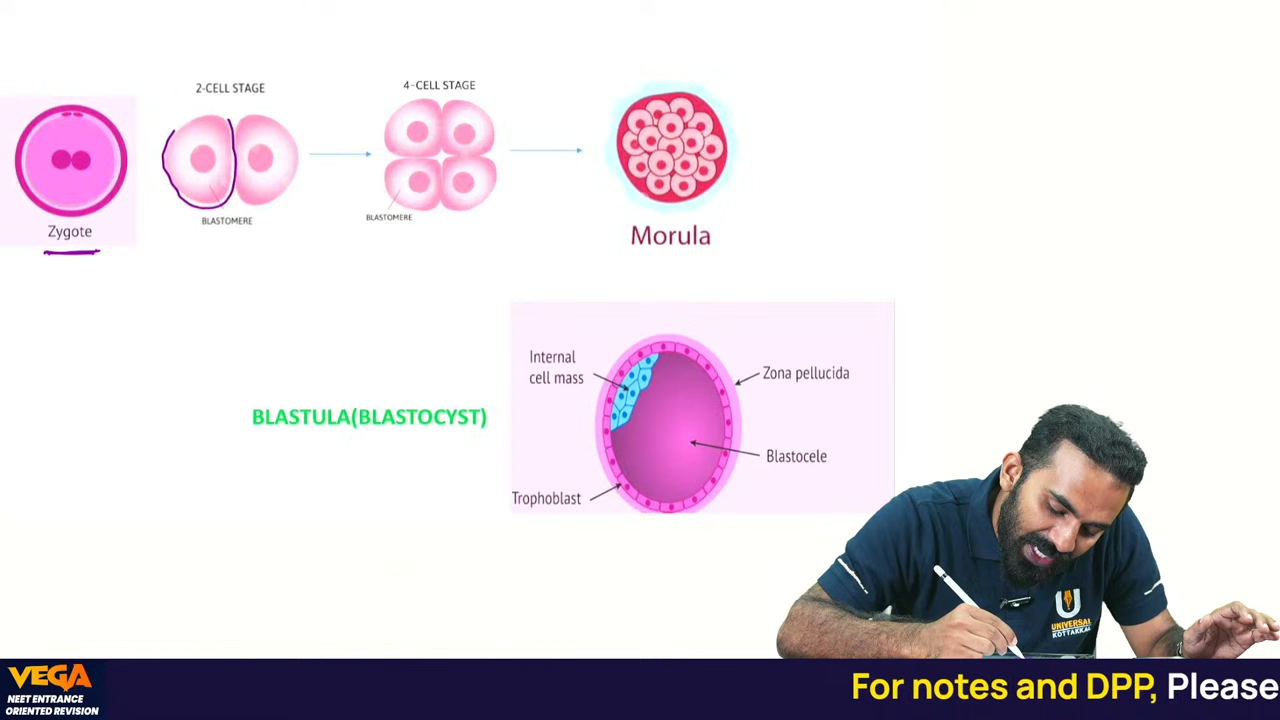 2-CELL STAGE
4-CELL STAGE
BLASTOMERE
BLASTOMERE
Zygote
Morula
Internal
cell mass
Zona pellucida
BLASTULA(BLASTOCYST)
Blastocele
Trophoblast
U
UNIVERSAL
KOTTAKKAL
VEGA
NEET ENTRANCE
ORIENTED REVISION
For notes and DPP, Please